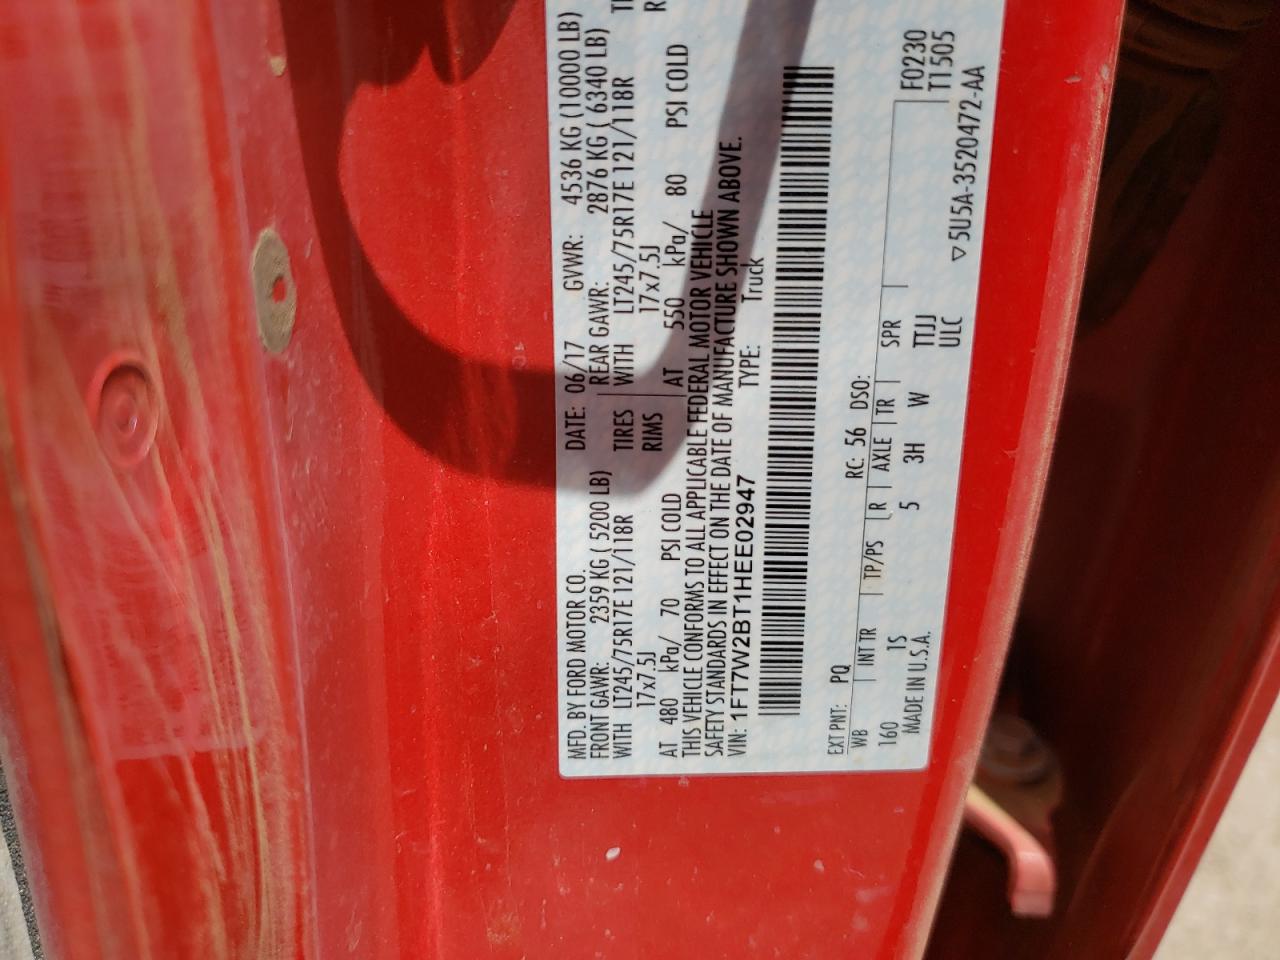 MFD. BY FORD MOTOR CO. DATE: 06/17 GVWR: 4536 KG (10000 LB)
FRONT GAWR: 2359 KG ( 5200 LB) REAR GAWR: 2876 KG ( 6340 LB)
WITH LT245/75R17E 121/118R TIRES WITH LT245/75R17E 121/118R
17x7.5J RIMS 17x7.5J
AT 480 kPa/ 70 PSI COLD AT 550 kPa/ 80 PSI COLD
THIS VEHICLE CONFORMS TO ALL APPLICABLE FEDERAL MOTOR VEHICLE
SAFETY STANDARDS IN EFFECT ON THE DATE OF MANUFACTURE SHOWN ABOVE.
VIN: 1FT7W2BT1HEE02947 TYPE: Truck
EXT PNT: PQ RC: 56 DSO: F0230
WB INT TR TP/PS R AXLE TR SPR T1505
160 1S 5 3H W TTJJ
MADE IN U.S.A. ULC
▽5U5A-3520472-AA